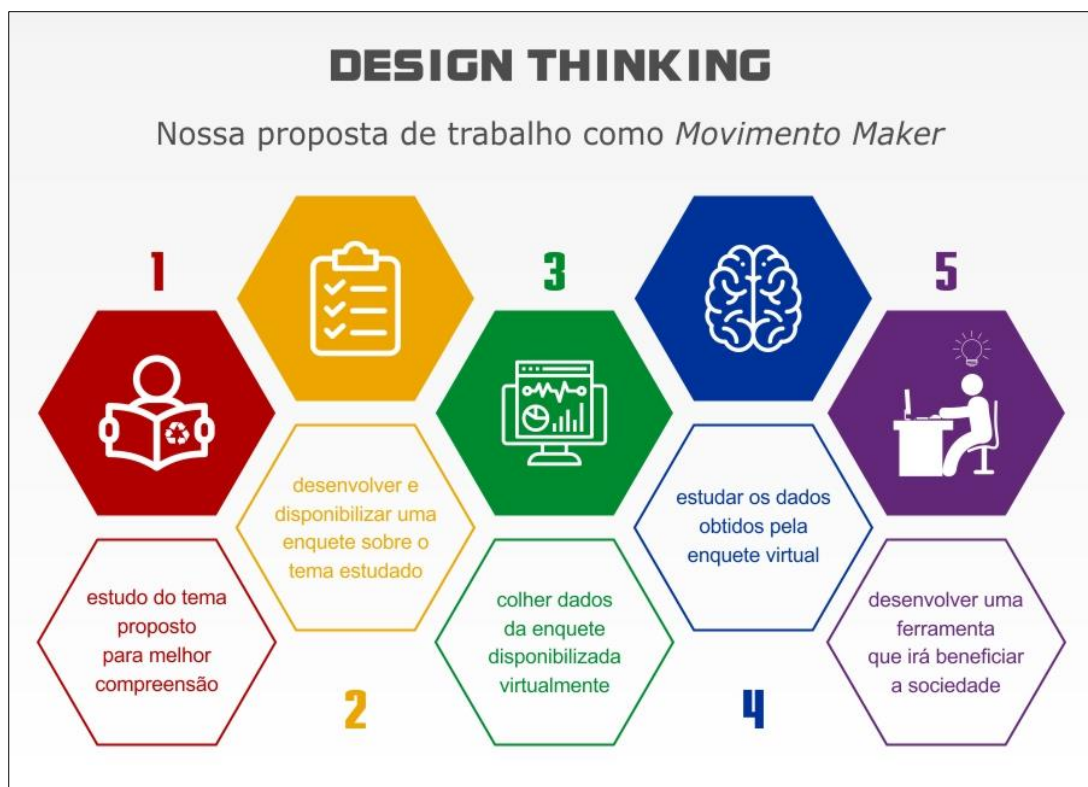 DESIGN THINKING
Nossa proposta de trabalho como Movimento Maker
1
estudo do tema
proposto
para melhor
compreensão
2
desenvolver e
disponibilizar uma
enquete sobre o
tema estudado
3
colher dados
da enquete
disponibilizada
virtualmente
4
estudar os dados
obtidos pela
enquete virtual
5
desenvolver uma
ferramenta
que irá beneficiar
a sociedade